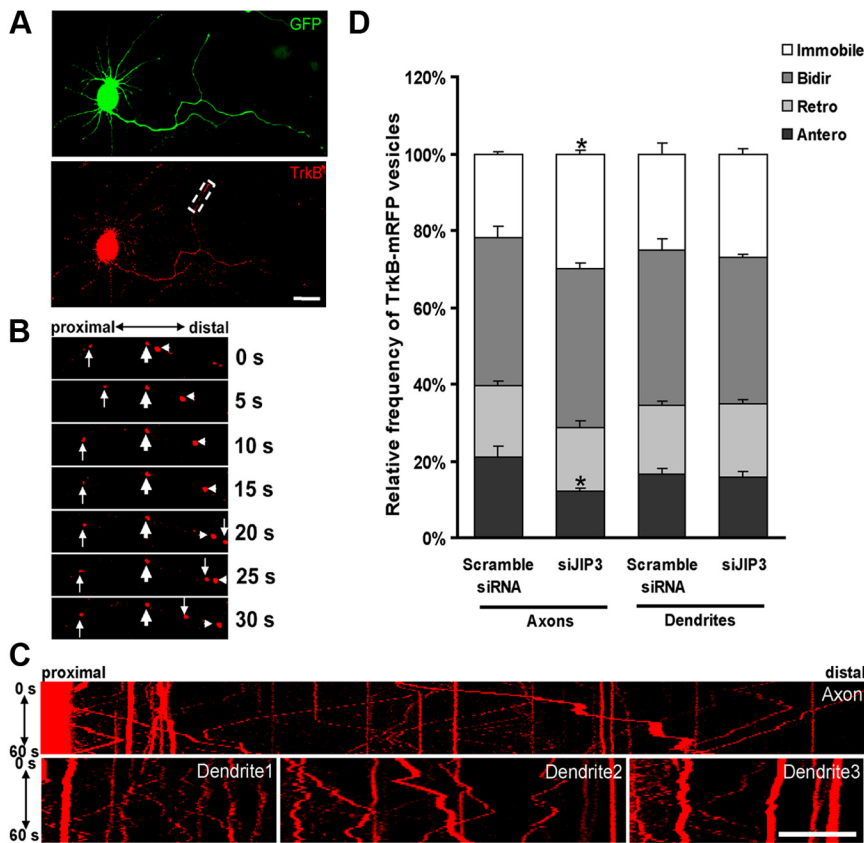 A
GFP
TrkB
B
proximal distal
0 s
5 s
10 s
15 s
20 s
25 s
30 s
D
Immobile
Bidir
Retro
Antero
Relative frequency of TrkB-mRFP vesicles
120%
100%
80%
60%
40%
20%
0%
*
*
Scramble siRNA
siJIP3
Scramble siRNA
siJIP3
Axons
Dendrites
C
proximal
distal
0 s
60 s
Axon
0 s
60 s
Dendrite1
Dendrite2
Dendrite3